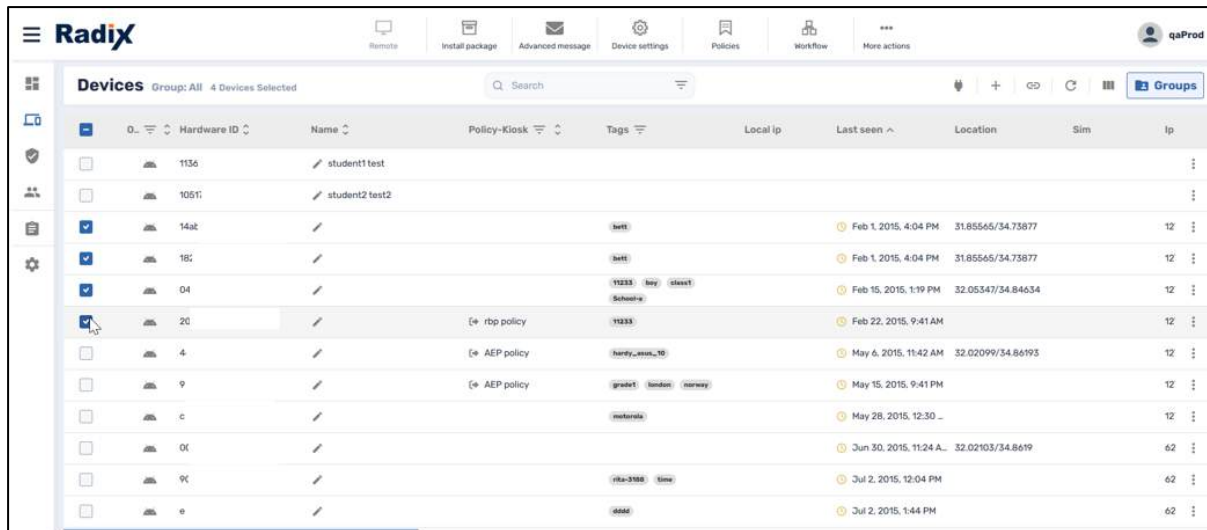 Radix
Remote
Install package
Advanced message
Device settings
Policies
Workflow
More actions
qaProd
Devices Group: All 4 Devices Selected
Search
Groups
O.. Hardware ID Name Policy-Kiosk Tags Local ip Last seen Location Sim Ip
1136 student1 test
student2 test2
14ab bett Feb 1, 2015, 4:04 PM 31.85565/34.73877 12
bett Feb 1, 2015, 4:04 PM 31.85565/34.73877 12
04 11233 boy class1 Feb 15, 2015, 1:19 PM 32.05347/34.84634 12
20 rbp policy 11233 Feb 22, 2015, 9:41 AM 12
4 AEP policy hardy_asus_10 May 6, 2015, 11:42 AM 32.02099/34.86193 12
9 AEP policy grade1 london norway May 15, 2015, 9:41 PM 12
c motorola May 28, 2015, 12:30 ... 12
Jun 30, 2015, 11:24 A... 32.02103/34.8619 62
rita-3188 time Jul 2, 2015, 12:04 PM 62
e dddd Jul 2, 2015, 1:44 PM 62